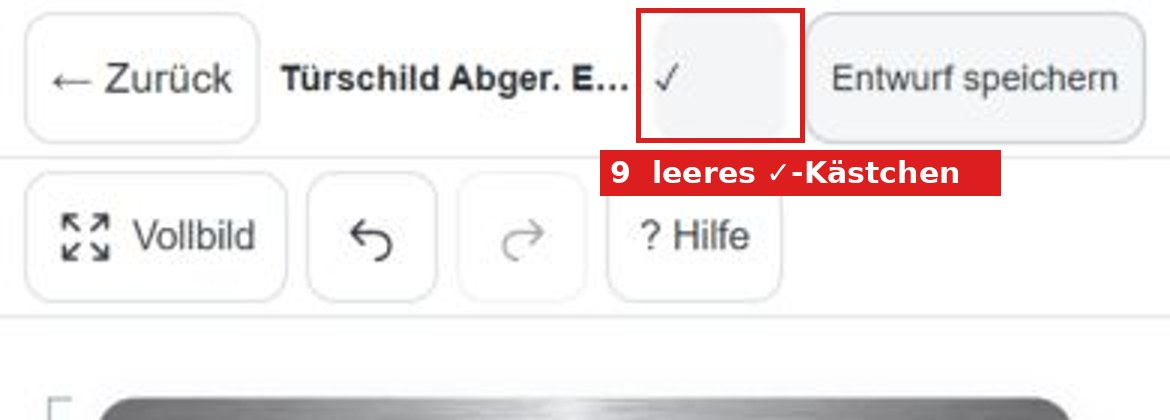 ← Zurück Türschild Abger. E... ✓ Entwurf speichern
9 leeres ✓-Kästchen
Vollbild ? Hilfe